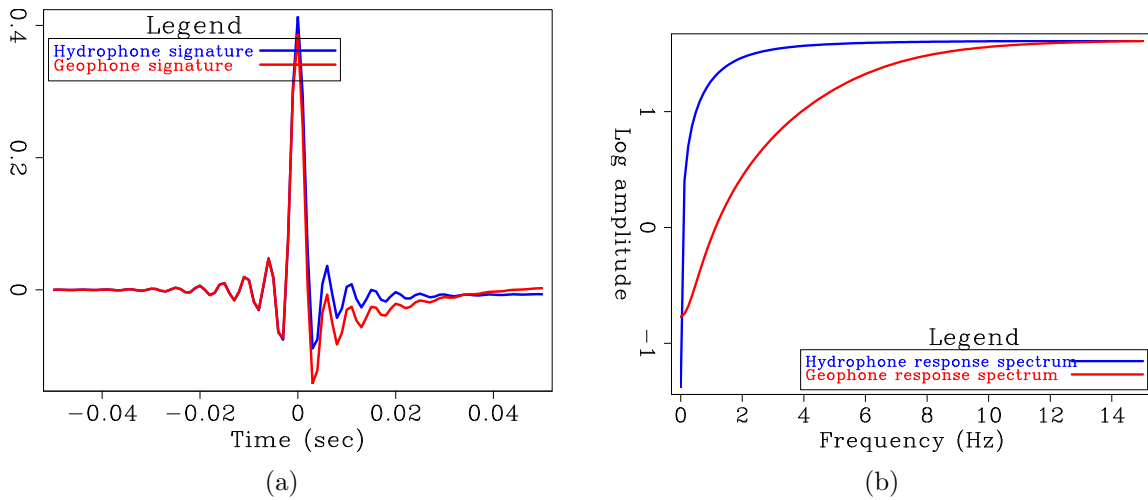 Legend
Hydrophone signature
Geophone signature
0.4
0.2
0
−0.04
−0.02
0
0.02
0.04
Time (sec)
(a)
Log amplitude
1
0
−1
Legend
Hydrophone response spectrum
Geophone response spectrum
0
2
4
6
8
10
12
14
Frequency (Hz)
(b)